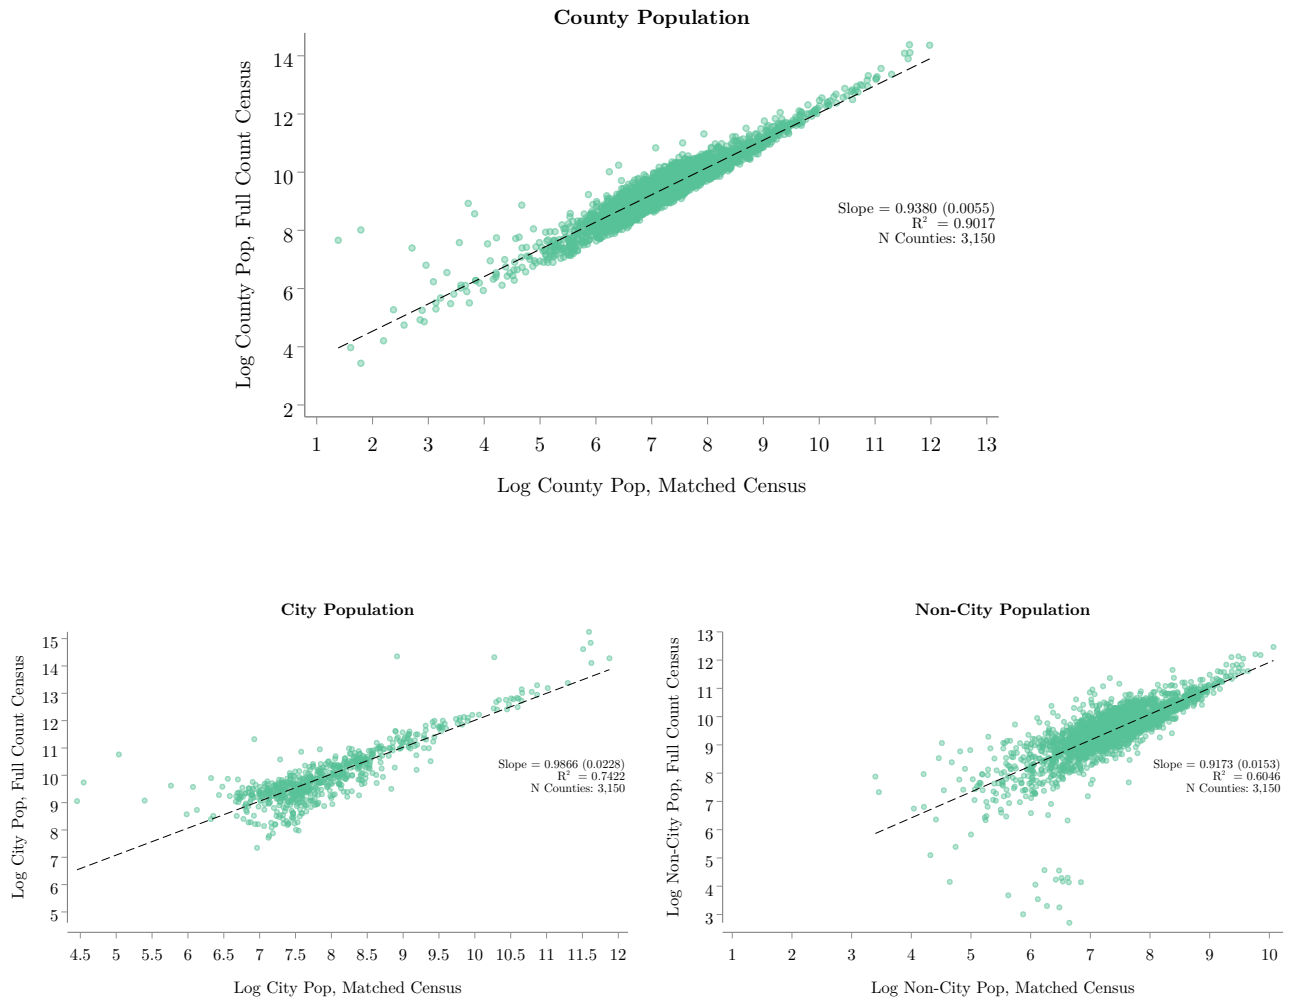 County Population
Log County Pop, Full Count Census
14
12
10
8
6
4
2
Slope = 0.9380 (0.0055)
R² = 0.9017
N Counties: 3,150
1 2 3 4 5 6 7 8 9 10 11 12 13
Log County Pop, Matched Census
City Population
Log City Pop, Full Count Census
15
14
13
12
11
10
9
8
7
6
5
Slope = 0.9866 (0.0228)
R² = 0.7422
N Counties: 3,150
4.5 5 5.5 6 6.5 7 7.5 8 8.5 9 9.5 10 10.5 11 11.5 12
Log City Pop, Matched Census
Non-City Population
Log Non-City Pop, Full Count Census
13
12
11
10
9
8
7
6
5
4
3
Slope = 0.9173 (0.0153)
R² = 0.6046
N Counties: 3,150
1 2 3 4 5 6 7 8 9 10
Log Non-City Pop, Matched Census